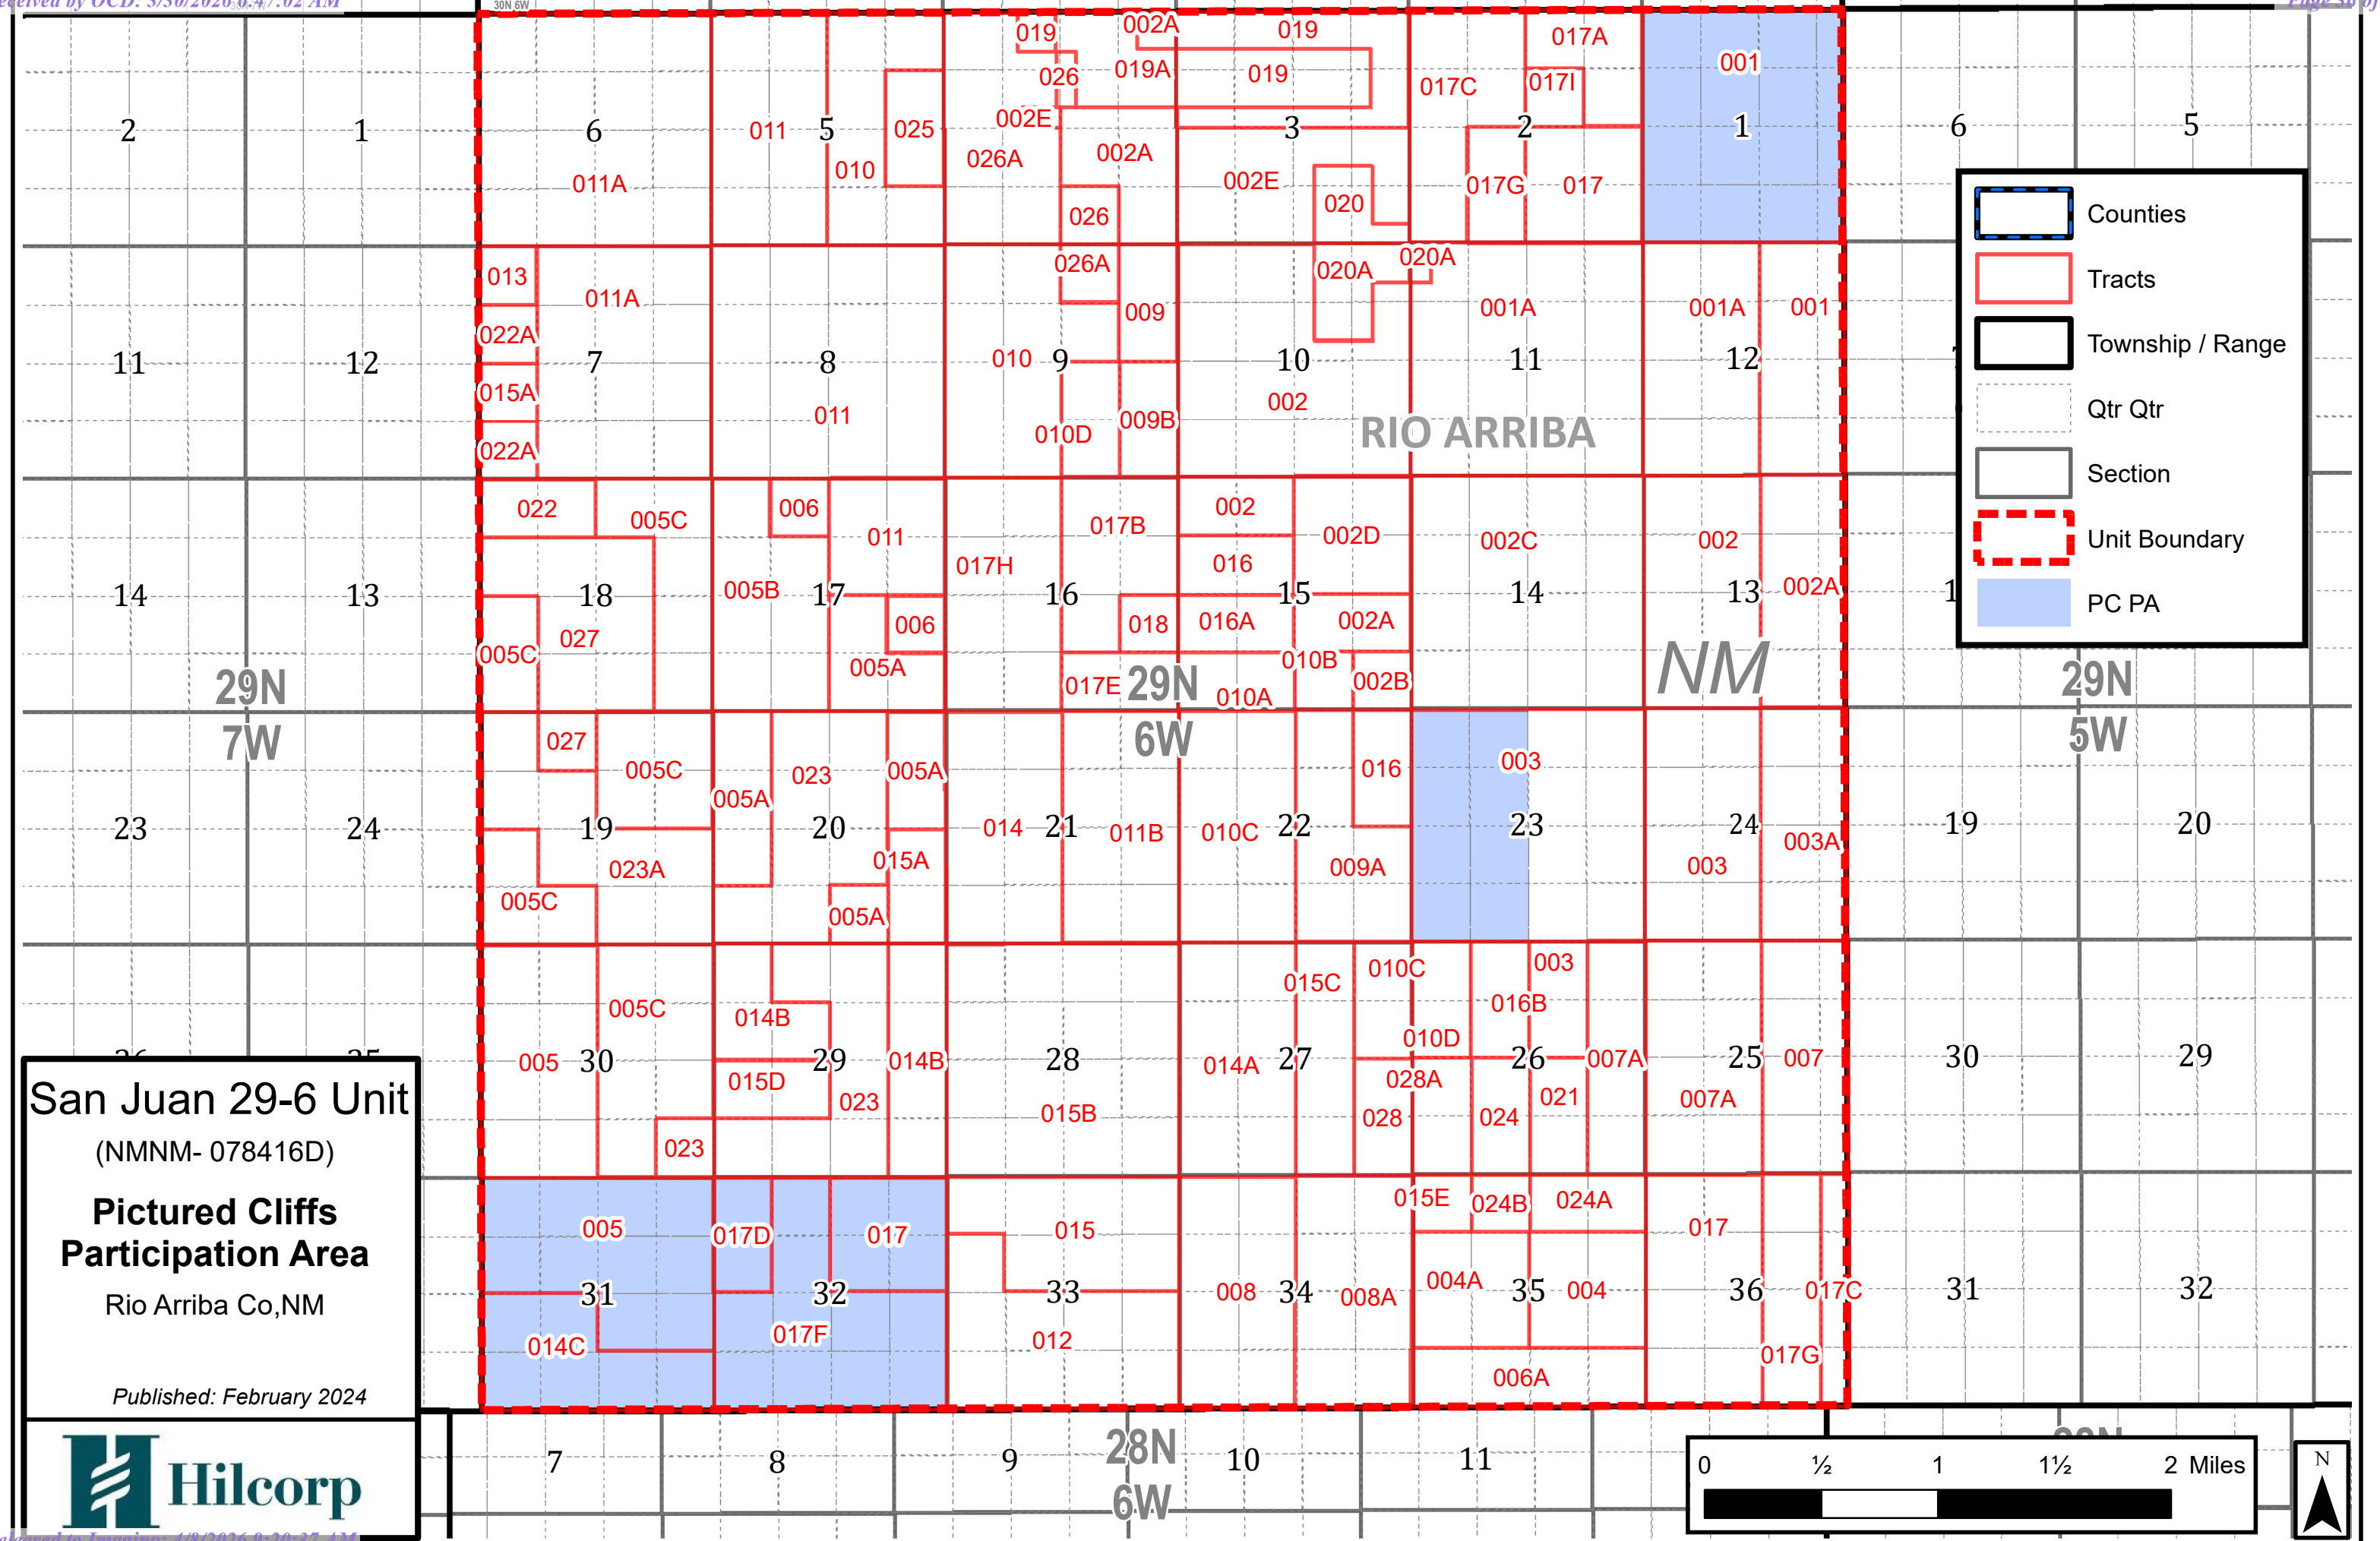 30N 6W
019 002A 019 017A
026 019A 019 017C 017I 001
2 1 6 011 5 025 002E 3 2 1 6 5
011A 010 026A 002A 002E 020 017G 017
Counties
Tracts
Township / Range
Qtr Qtr
Section
Unit Boundary
PC PA
026
013 011A 026A 020A 020A
022A 009 001A 001A 001
11 12 015A 7 8 010 9 10 11 12
022A 011 010D 009B 002
RIO ARRIBA
022 005C 006 011 017B 002 002D 002C 002
017H 016
14 13 18 005B 17 16 15 14 13 002A
005C 027 006 018 016A 002A
005A 017E 010A 010B 002B
NM
29N
7W
29N
6W
29N
5W
027 005C 005A 023 005A 016 003
23 24 19 20 014 21 011B 010C 22 23 24 19 20
023A 015A 009A 003 003A
005C 005A
005C 014B 015C 010C 003 016B
005 30 29 014B 28 014A 27 010D 26 007A 25 007 30 29
015D 023 015B 028A 028 024 021 007A
023
005 017D 017 015 015E 024B 024A 017
31 32 33 008 34 008A 004A 35 004 36 017C 31 32
014C 017F 012 006A 017G
San Juan 29-6 Unit
(NMNM- 078416D)
Pictured Cliffs
Participation Area
Rio Arriba Co,NM
Published: February 2024
Hilcorp
7 8 9 10 11
28N
6W
0 ½ 1 1½ 2 Miles
N